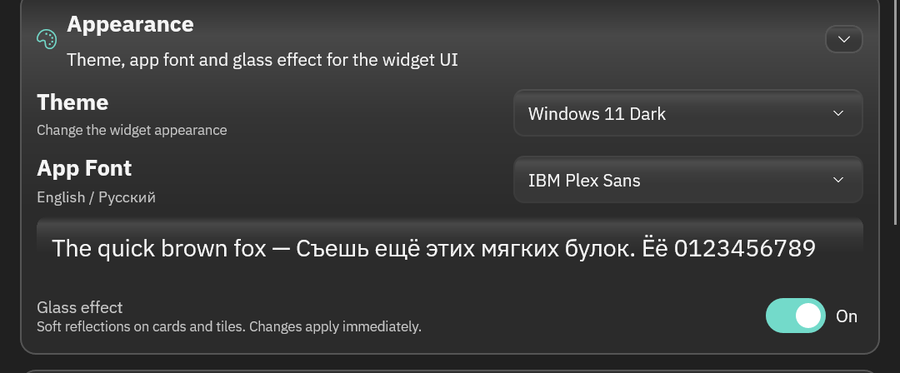 Appearance
Theme, app font and glass effect for the widget UI
Theme
Change the widget appearance
Windows 11 Dark
App Font
English / Русский
IBM Plex Sans
The quick brown fox — Съешь ещё этих мягких булок. Ёё 0123456789
Glass effect
Soft reflections on cards and tiles. Changes apply immediately.
On